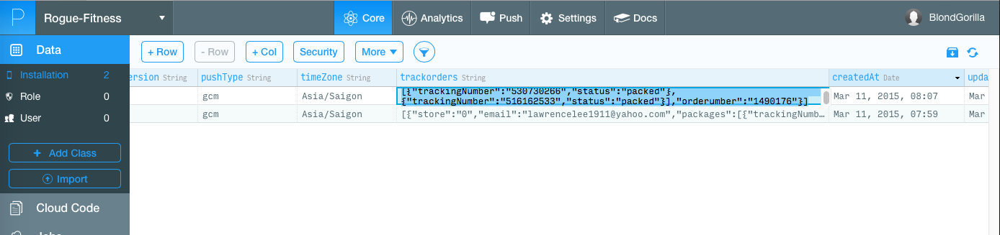 P Rogue-Fitness Core Analytics Push Settings Docs BlondGorilla
Data + Row - Row + Col Security More
Installation 2 ersion String pushType String timeZone String trackorders String createdAt Date upda
Role 0 gcm Asia/Saigon [{"trackingNumber":"530730266","status":"packed"}, Mar 11, 2015, 08:07 Mar
{"trackingNumber":"516162533","status":"packed"}],"orderumber":"1490176"}]
User 0 gcm Asia/Saigon [{"store":"0","email":"lawrencelee1911@yahoo.com","packages":[{"trackingNumb… Mar 11, 2015, 07:59 Mar
+ Add Class
Import
Cloud Code
Jobs